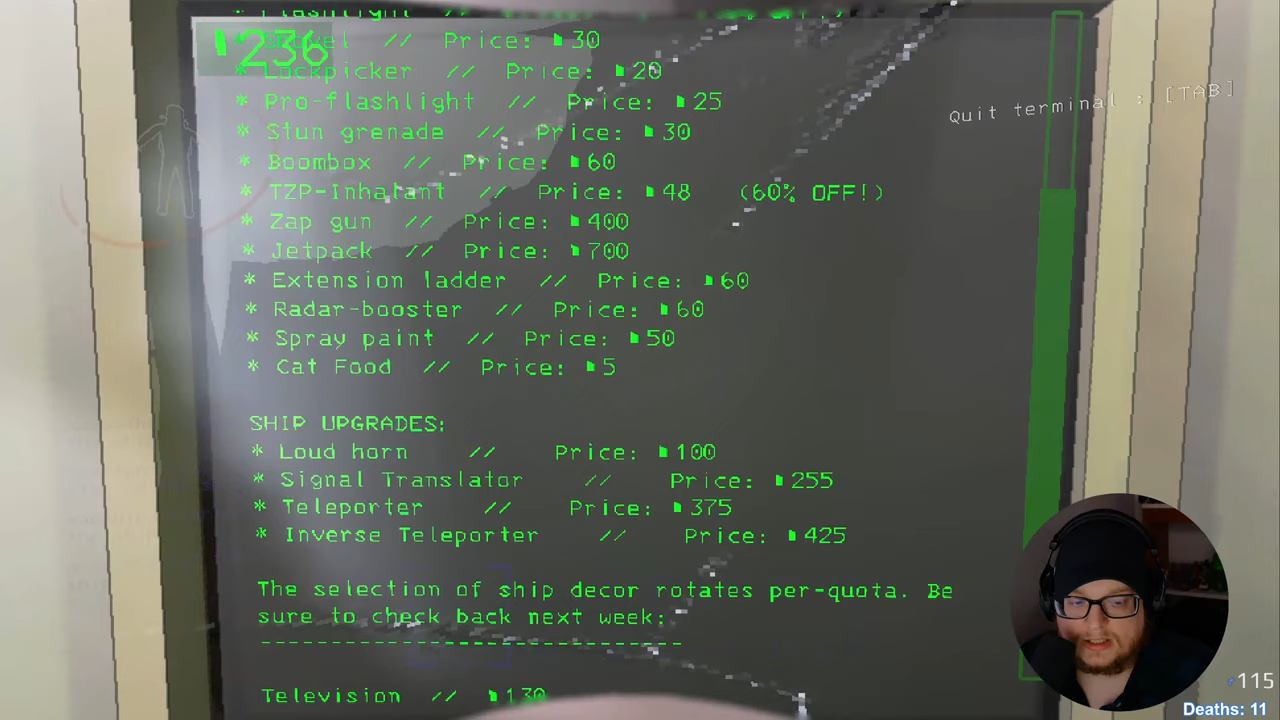 * Flashlight //
236
* Shovel // Price: 30
* Lockpicker // Price: 20
* Pro-flashlight // Price: 25
Quit terminal : [TAB]
* Stun grenade // Price: 30
* Boombox // Price: 60
* TZP-Inhalant // Price: 48 (60% OFF!)
* Zap gun // Price: 400
* Jetpack // Price: 700
* Extension ladder // Price: 60
* Radar-booster // Price: 60
* Spray paint // Price: 50
* Cat Food // Price: 5
SHIP UPGRADES:
* Loud horn // Price: 100
* Signal Translator // Price: 255
* Teleporter // Price: 375
* Inverse Teleporter // Price: 425
The selection of ship decor rotates per-quota. Be
sure to check back next week:
------------------------------
Television // 130
115
Deaths: 11